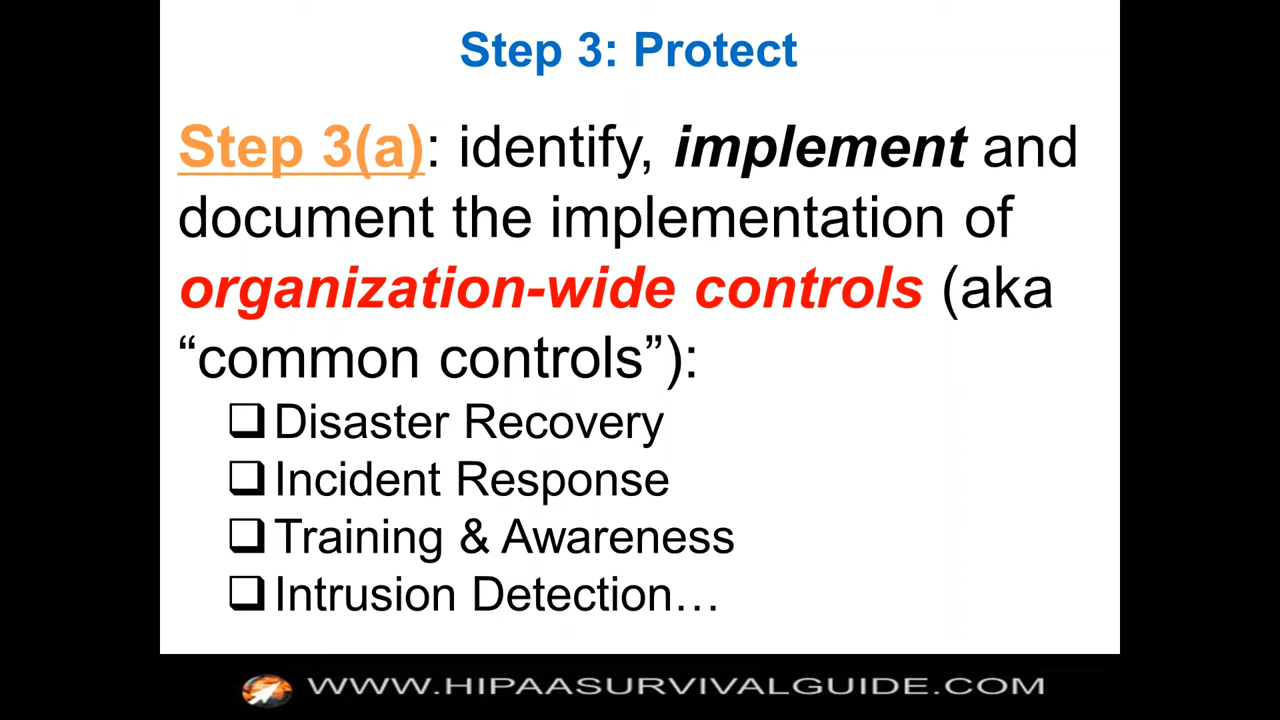 Step 3: Protect
Step 3(a): identify, implement and
document the implementation of
organization-wide controls (aka
“common controls”):
Disaster Recovery
Incident Response
Training & Awareness
Intrusion Detection…
WWW.HIPAASURVIVALGUIDE.COM